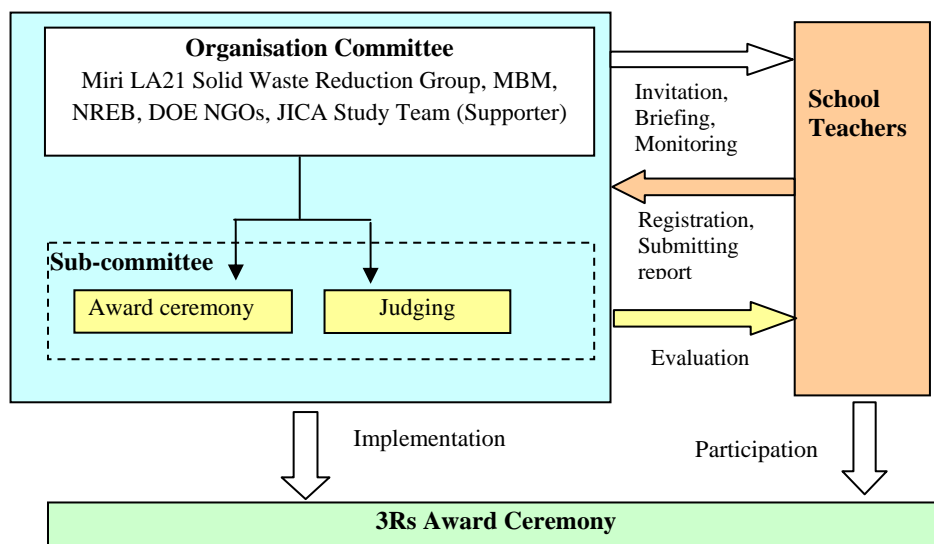 Organisation Committee
Miri LA21 Solid Waste Reduction Group, MBM,
NREB, DOE NGOs, JICA Study Team (Supporter)
Invitation,
Briefing,
Monitoring
School
Teachers
Registration,
Submitting
report
Sub-committee
Award ceremony
Judging
Evaluation
Implementation
Participation
3Rs Award Ceremony